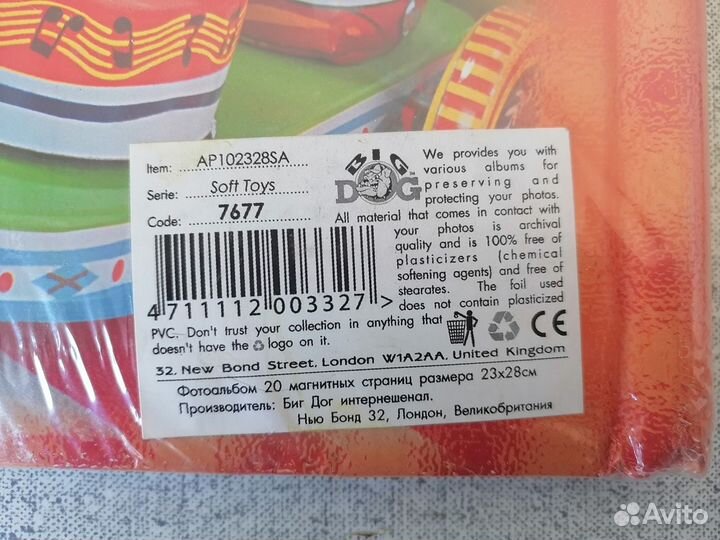 Item: AP102328SA
Serie: Soft Toys
Code: 7677
4 711112 003327 >
BIG DOG
We provides you with
various albums for
preserving and
protecting your photos.
All material that comes in contact with
your photos is archival
quality and is 100% free of
plasticizers (chemical
softening agents) and free of
stearates. The foil used
does not contain plasticized
PVC. Don't trust your collection in anything that
doesn't have the logo on it.
CE
32, New Bond Street, London W1A2AA, United Kingdom
Фотоальбом 20 магнитных страниц размера 23х28см
Производитель: Биг Дог интернешенал.
Нью Бонд 32, Лондон, Великобритания
Avito